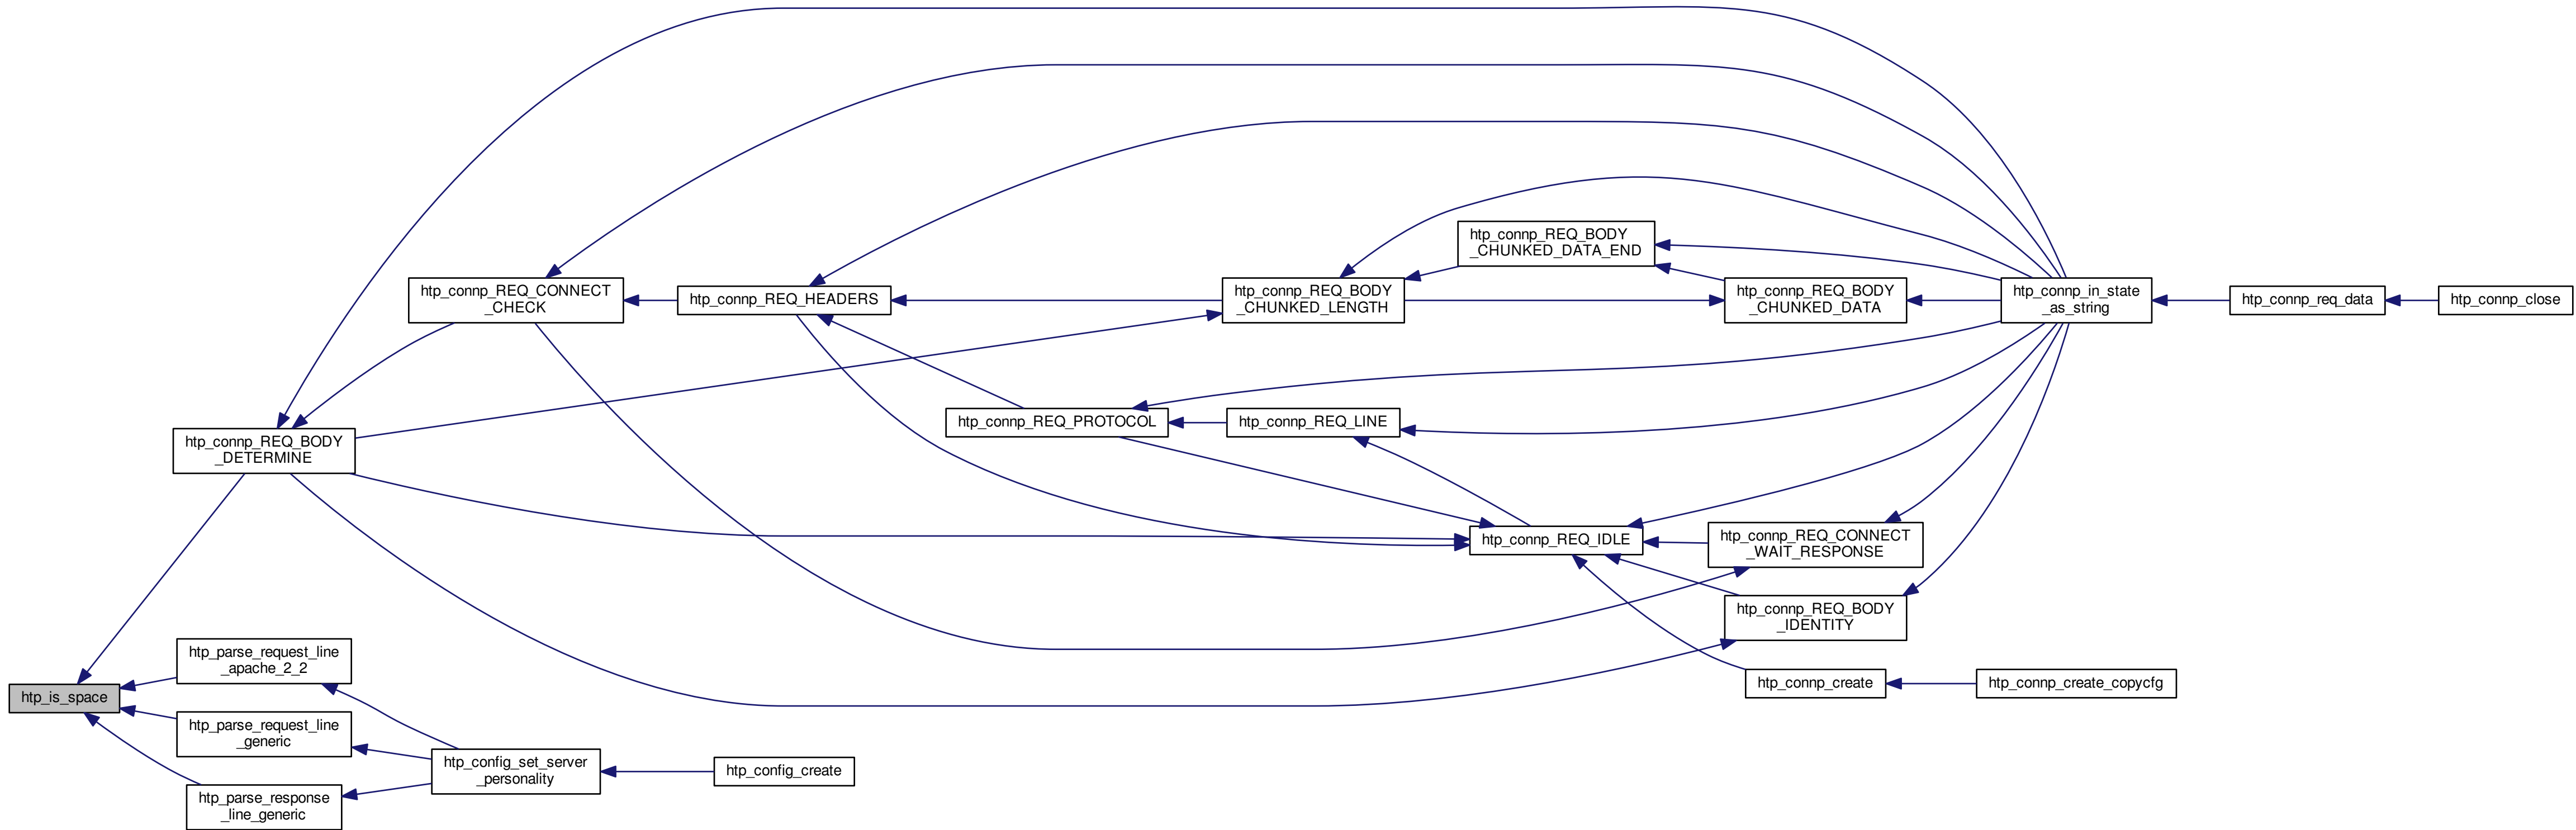 htp_connp_REQ_BODY
_CHUNKED_DATA_END
htp_connp_REQ_CONNECT
_CHECK
htp_connp_REQ_HEADERS
htp_connp_REQ_BODY
_CHUNKED_LENGTH
htp_connp_REQ_BODY
_CHUNKED_DATA
htp_connp_in_state
_as_string
htp_connp_req_data
htp_connp_close
htp_connp_REQ_PROTOCOL
htp_connp_REQ_LINE
htp_connp_REQ_BODY
_DETERMINE
htp_connp_REQ_IDLE
htp_connp_REQ_CONNECT
_WAIT_RESPONSE
htp_connp_REQ_BODY
_IDENTITY
htp_parse_request_line
_apache_2_2
htp_is_space
htp_connp_create
htp_connp_create_copycfg
htp_parse_request_line
_generic
htp_config_set_server
_personality
htp_config_create
htp_parse_response
_line_generic